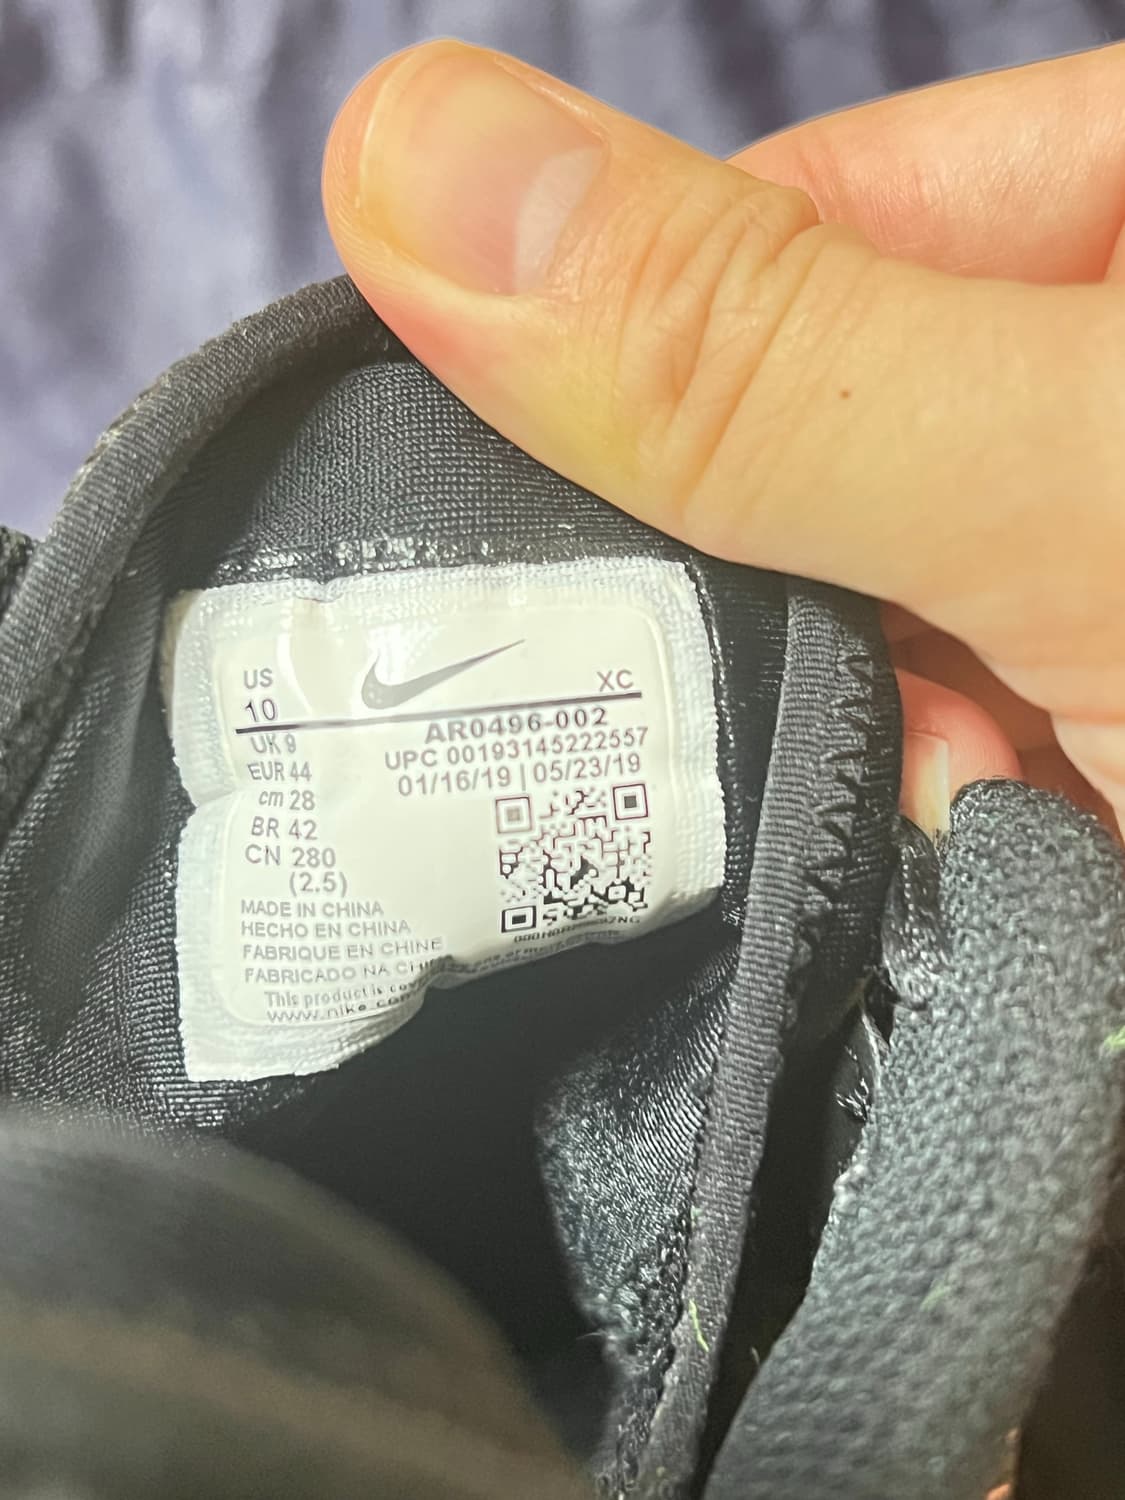 US
10
XC
UK 9
EUR 44
cm 28
BR 42
CN 280
(2.5)
AR0496-002
UPC 00193145222557
01/16/19 | 05/23/19
MADE IN CHINA
HECHO EN CHINA
FABRIQUE EN CHINE
FABRICADO NA
This product is
www.nike.com